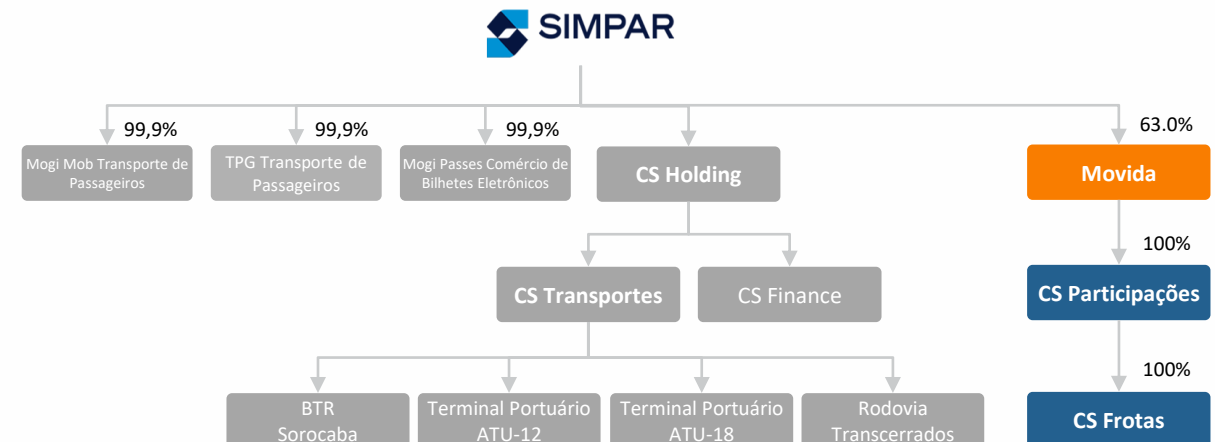 SIMPAR
99,9%
99,9%
99,9%
63.0%
Mogi Mob Transporte de
Passageiros
TPG Transporte de
Passageiros
Mogi Passes Comércio de
Bilhetes Eletrônicos
CS Holding
Movida
100%
CS Transportes
CS Finance
CS Participações
100%
BTR
Sorocaba
Terminal Portuário
ATU-12
Terminal Portuário
ATU-18
Rodovia
Transcerrados
CS Frotas